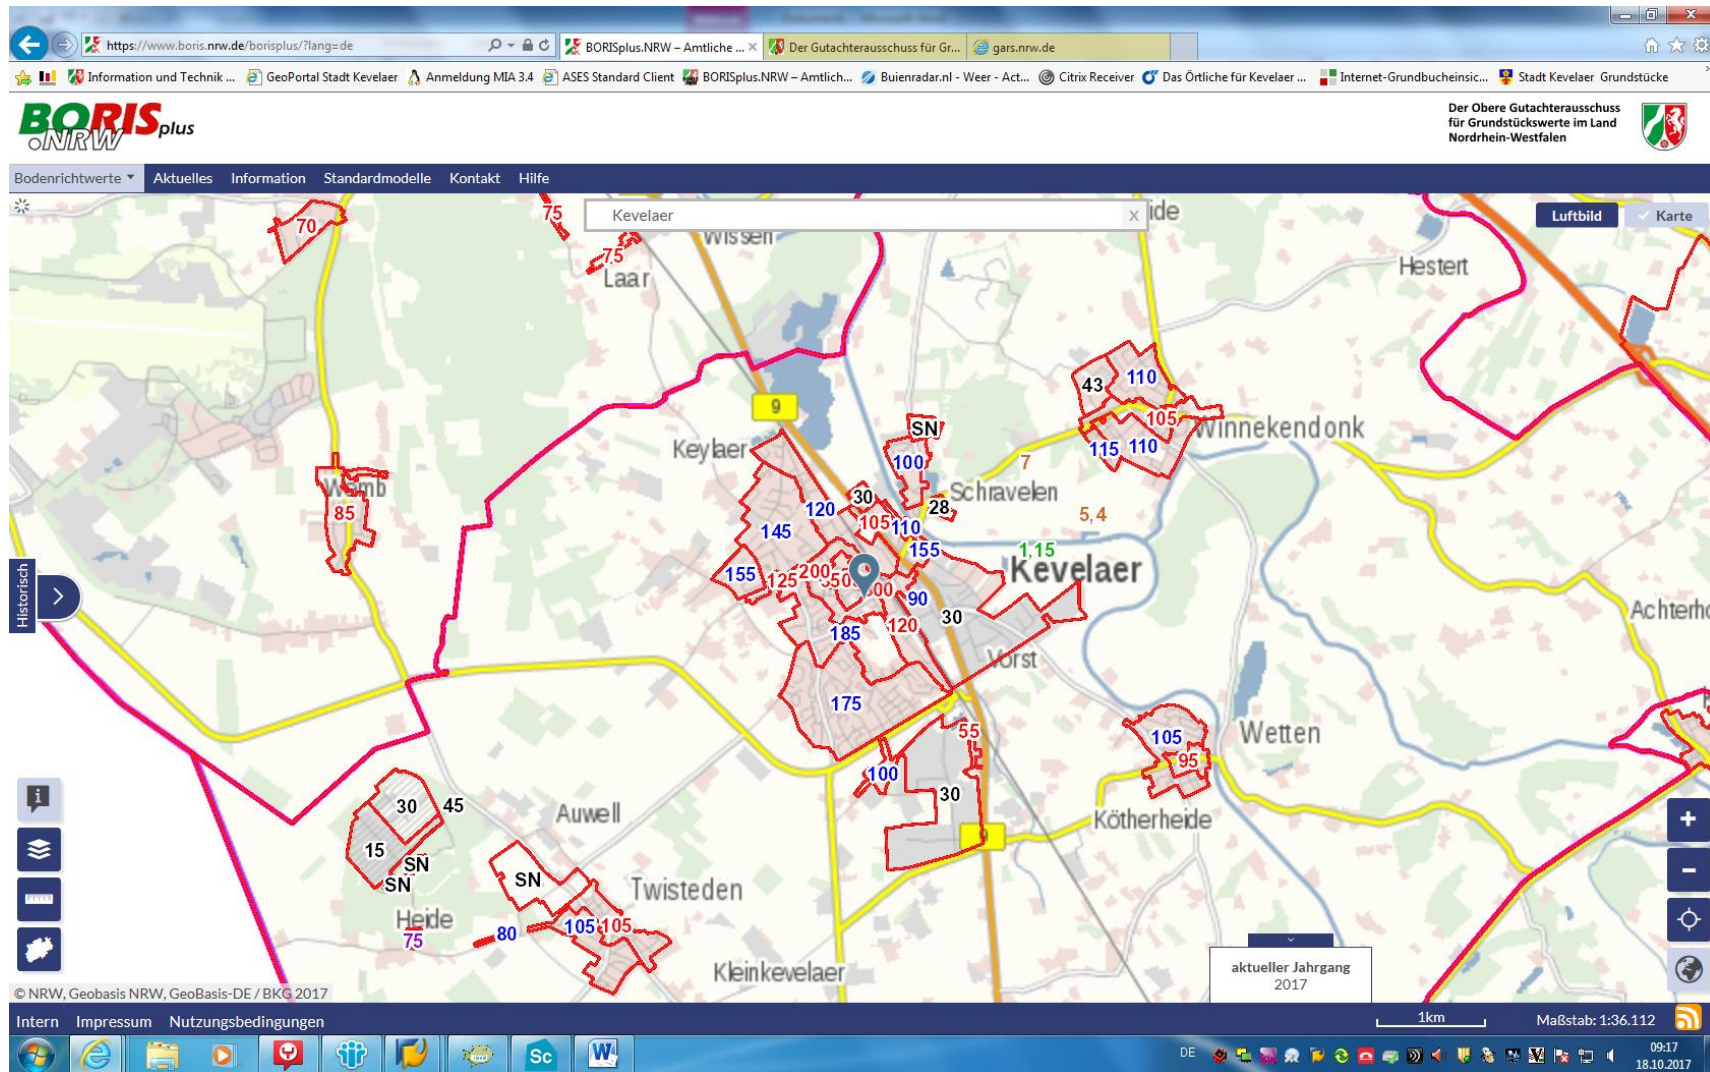 https://www.boris.nrw.de/borisplus/?lang=de
BORISplus.NRW – Amtliche ...
Der Gutachterausschuss für Gr...
gars.nrw.de
Information und Technik ...
GeoPortal Stadt Kevelaer
Anmeldung MIA 3.4
ASES Standard Client
BORISplus.NRW – Amtlich...
Buienradar.nl - Weer - Act...
Citrix Receiver
Das Örtliche für Kevelaer ...
Internet-Grundbucheinsic...
Stadt Kevelaer Grundstücke
BORIS plus
.NRW
Der Obere Gutachterausschuss
für Grundstückswerte im Land
Nordrhein-Westfalen
Bodenrichtwerte Aktuelles Information Standardmodelle Kontakt Hilfe
Kevelaer x
Luftbild
Karte
70
75
75
Wissen
Laar
Hestert
9
43
110
105
115 110
Winnekendonk
Keylaer
SN
100
7
Schravelen
28
5,4
Wemb
85
30
120
145
105
110
155
1,15
Kevelaer
155
125
200
90
30
120
185
Vorst
175
Historisch
Wetten
105
95
55
100
30
Kötherheide
30
45
15
SN
SN
Auwell
SN
Twisteden
Heide
75
80
105
105
Kleinkevelaer
aktueller Jahrgang
2017
© NRW, Geobasis NRW, GeoBasis-DE / BKG 2017
Intern Impressum Nutzungsbedingungen
1km
Maßstab: 1:36.112
Sc
W
DE
09:17
18.10.2017